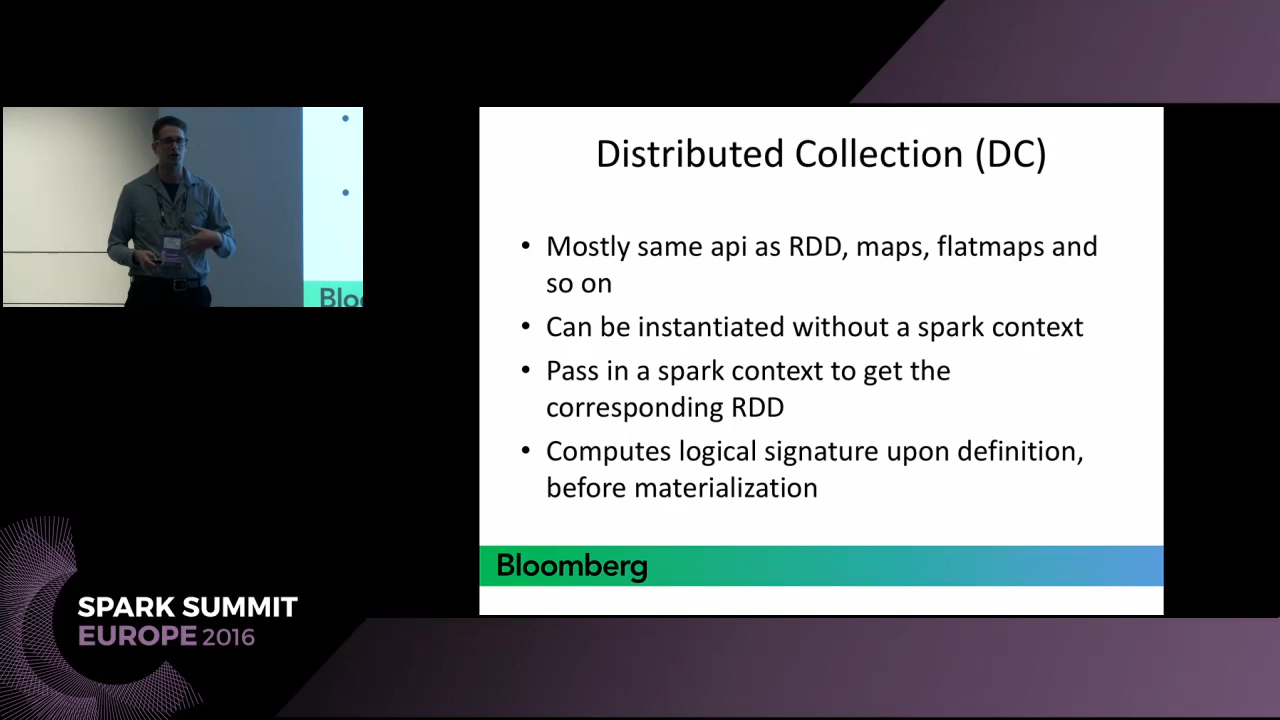 Distributed Collection (DC)
• Mostly same api as RDD, maps, flatmaps and
so on
• Can be instantiated without a spark context
• Pass in a spark context to get the
corresponding RDD
• Computes logical signature upon definition,
before materialization
Bloomberg
Bloo
SPARK SUMMIT
EUROPE 2016